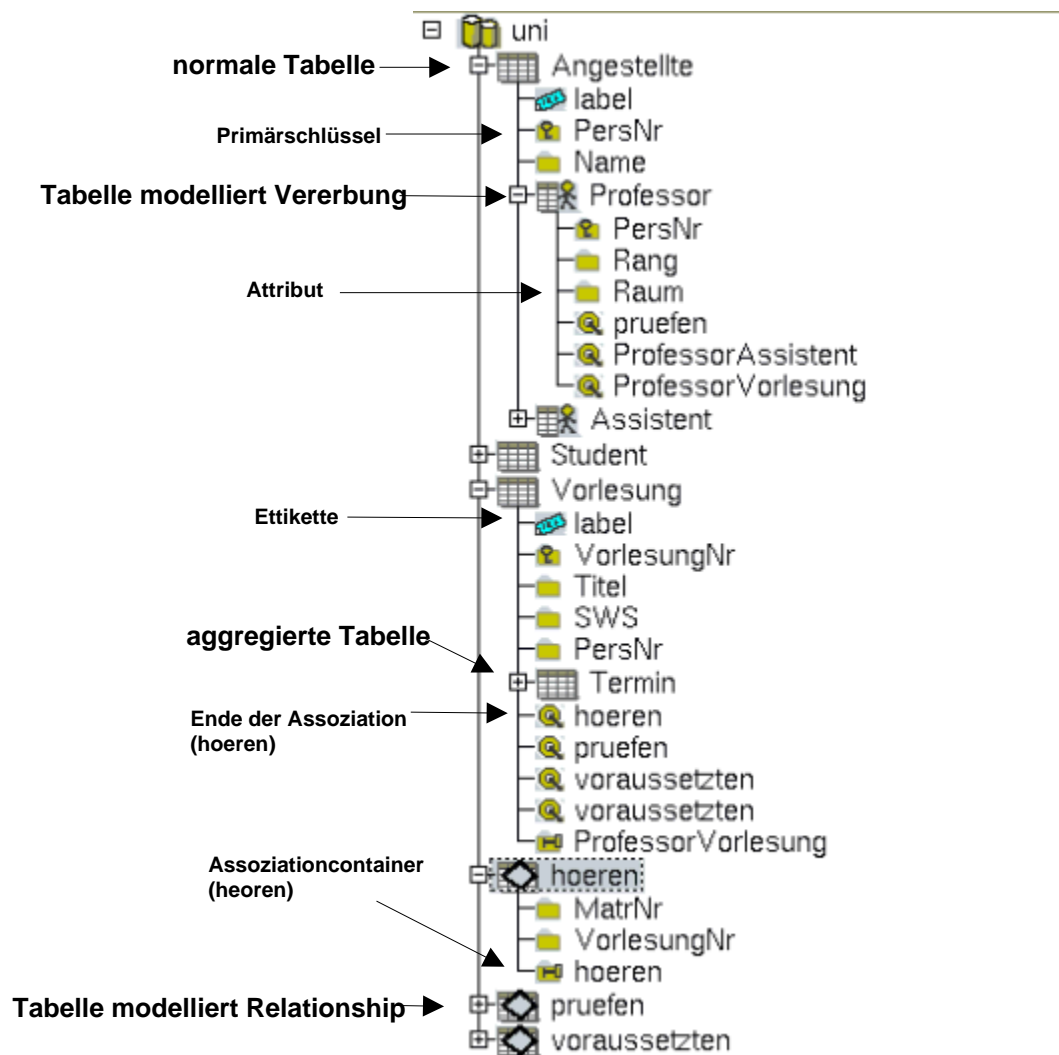 uni
normale Tabelle
Angestellte
label
Primärschlüssel
PersNr
Name
Tabelle modelliert Vererbung
Professor
PersNr
Rang
Attribut
Raum
pruefen
ProfessorAssistent
ProfessorVorlesung
Assistent
Student
Vorlesung
Ettikette
label
VorlesungNr
Titel
SWS
aggregierte Tabelle
PersNr
Termin
Ende der Assoziation
(hoeren)
hoeren
pruefen
voraussetzten
voraussetzten
ProfessorVorlesung
Assoziationcontainer
(heoren)
hoeren
MatrNr
VorlesungNr
hoeren
Tabelle modelliert Relationship
pruefen
voraussetzten